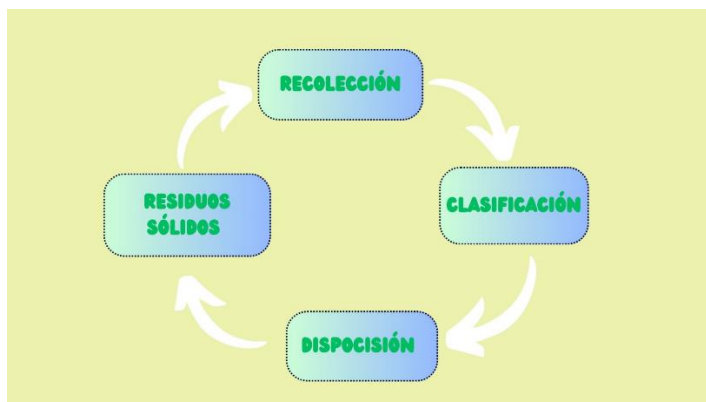 RECOLECCIÓN
CLASIFICACIÓN
DISPOCISIÓN
RESIDUOS
SÓLIDOS